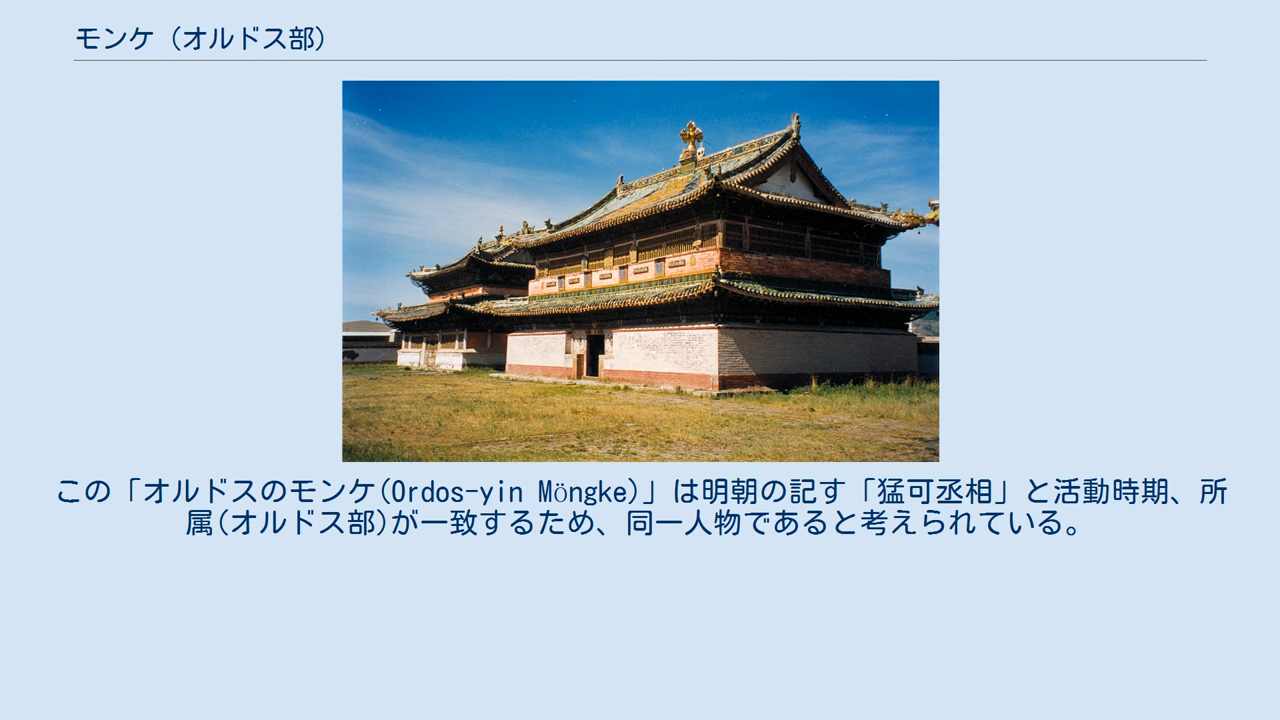 モンケ（オルドス部）
この「オルドスのモンケ(Ordos-yin Möngke)」は明朝の記す「猛可丞相」と活動時期、所
属(オルドス部)が一致するため、同一人物であると考えられている。